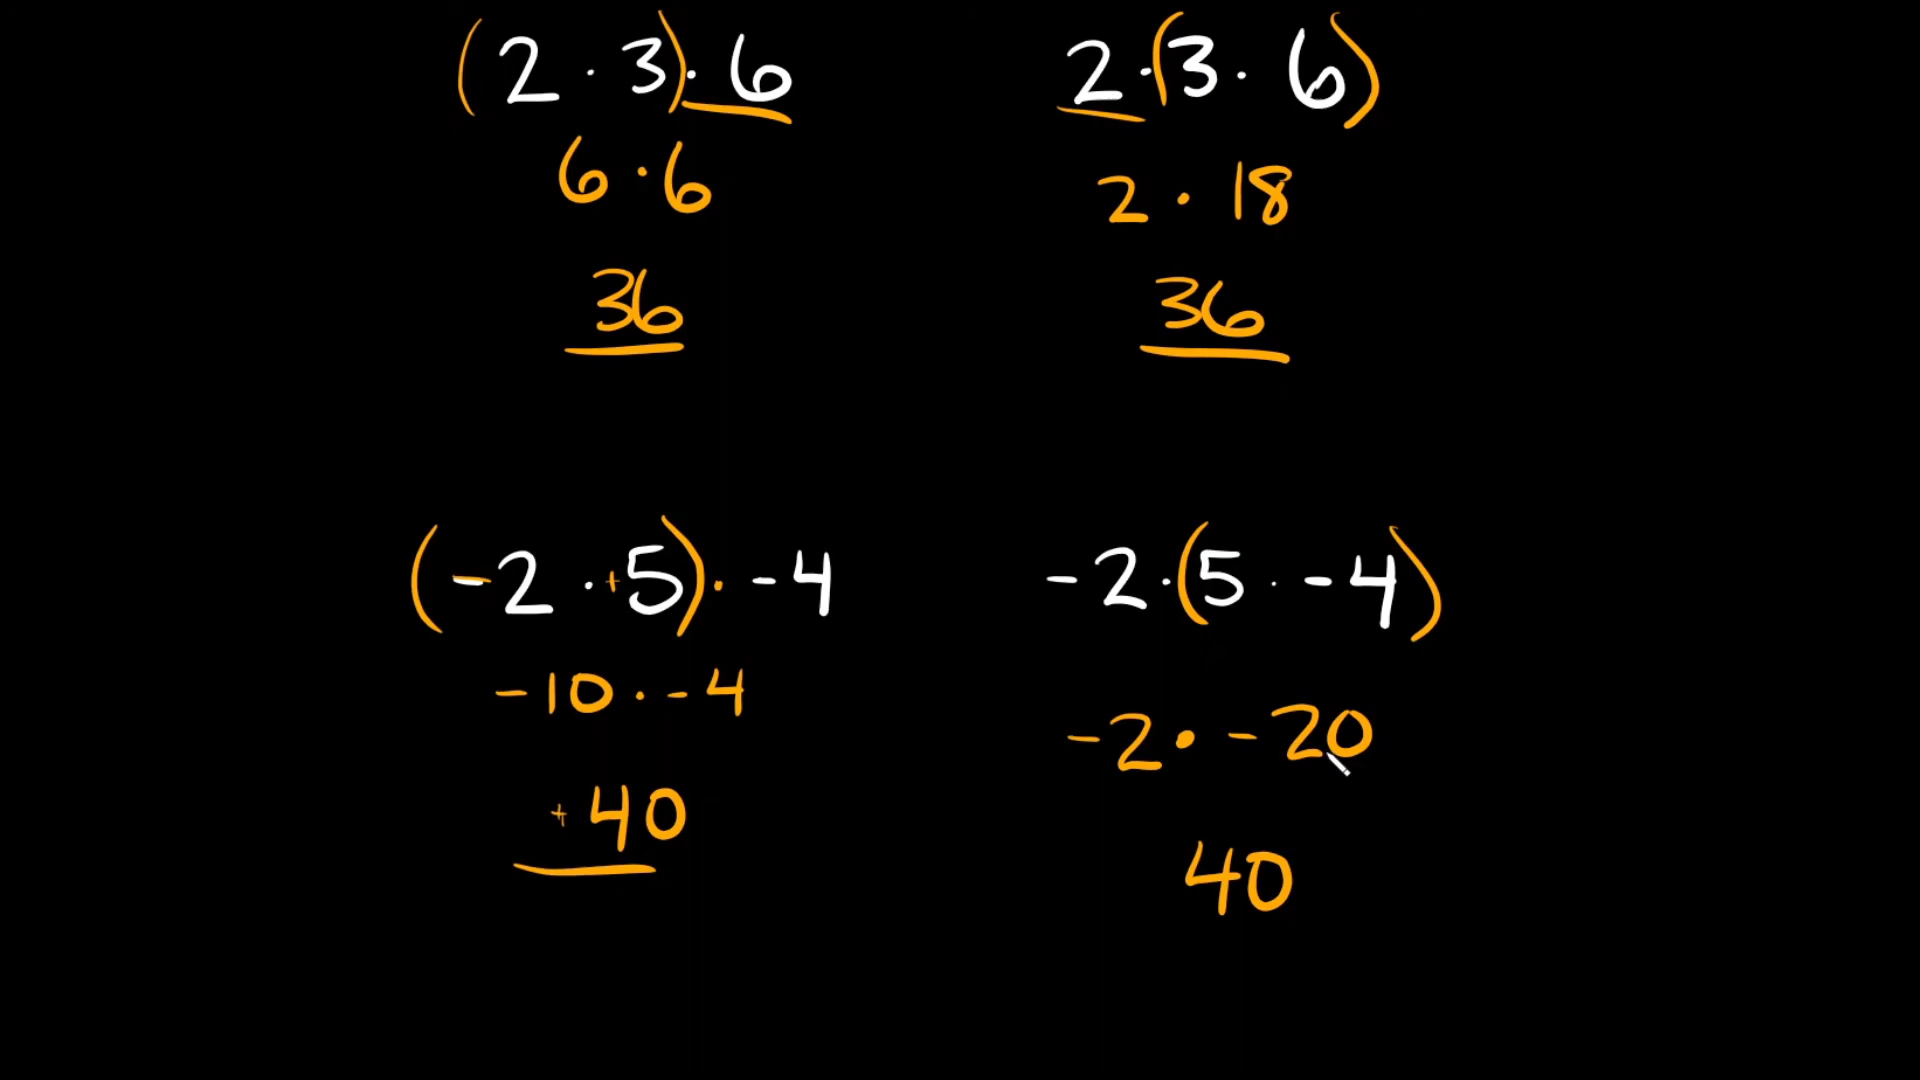 (2 · 3) · 6
6 · 6
36
2 · (3 · 6)
2 · 18
36
(-2 · +5) · -4
-10 · -4
+40
-2 · (5 · -4)
-2 · -20
40